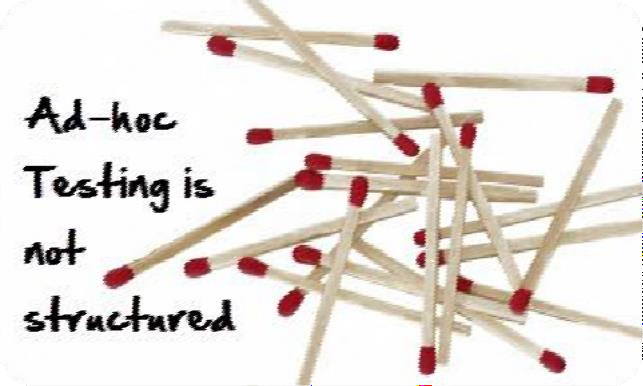 Ad-hoc
Testing is
not
structured